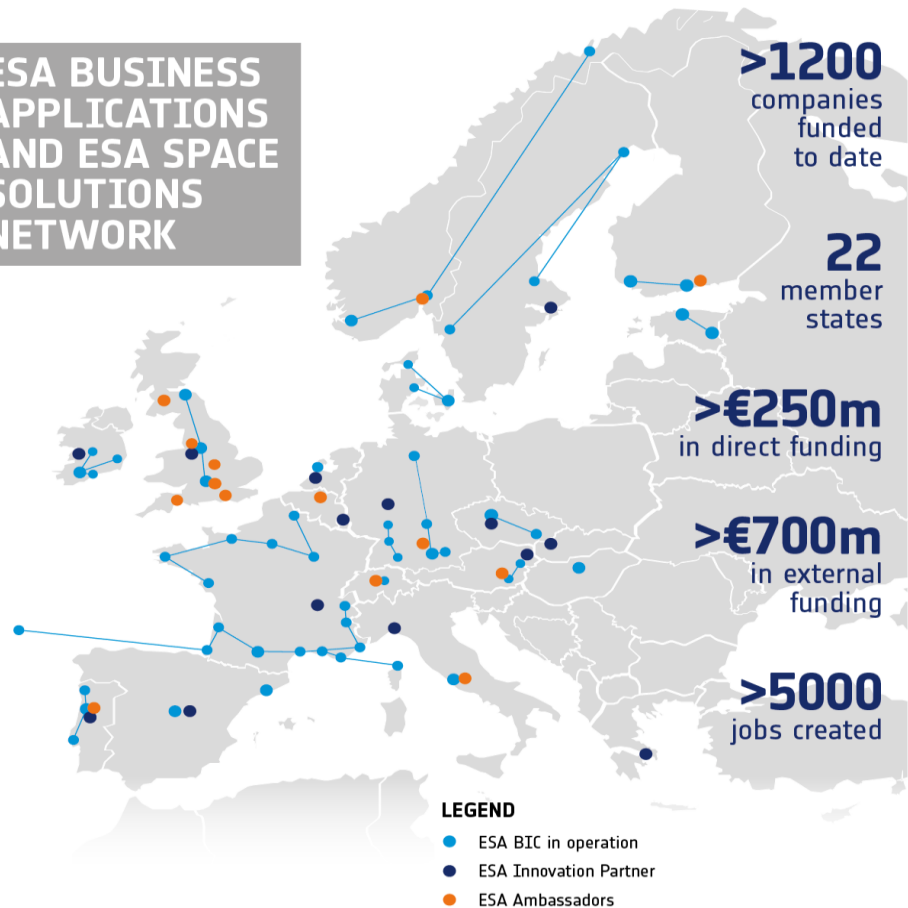 ESA BUSINESS
APPLICATIONS
AND ESA SPACE
SOLUTIONS
NETWORK
>1200
companies
funded
to date
22
member
states
>€250m
in direct funding
>€700m
in external
funding
>5000
jobs created
LEGEND
ESA BIC in operation
ESA Innovation Partner
ESA Ambassadors